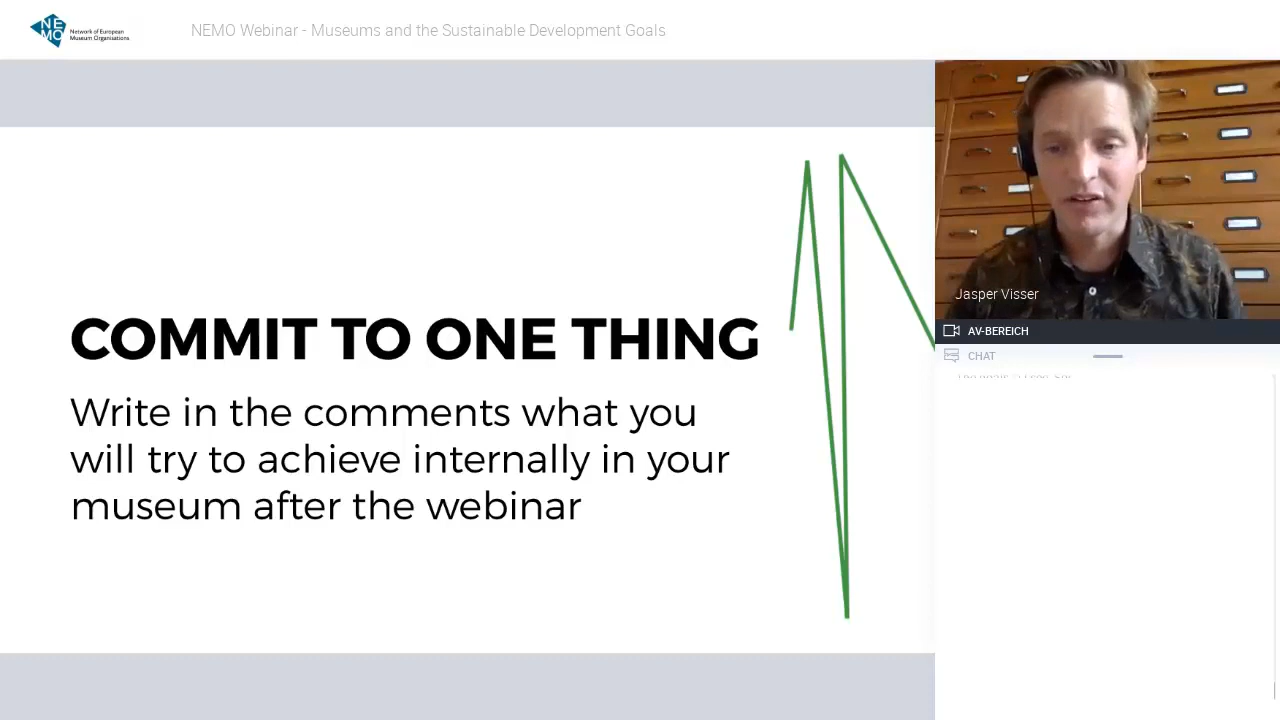 NE
MO
Network of European
Museum Organisations
NEMO Webinar - Museums and the Sustainable Development Goals
COMMIT TO ONE THING
Write in the comments what you
will try to achieve internally in your
museum after the webinar
Jasper Visser
AV-BEREICH
CHAT